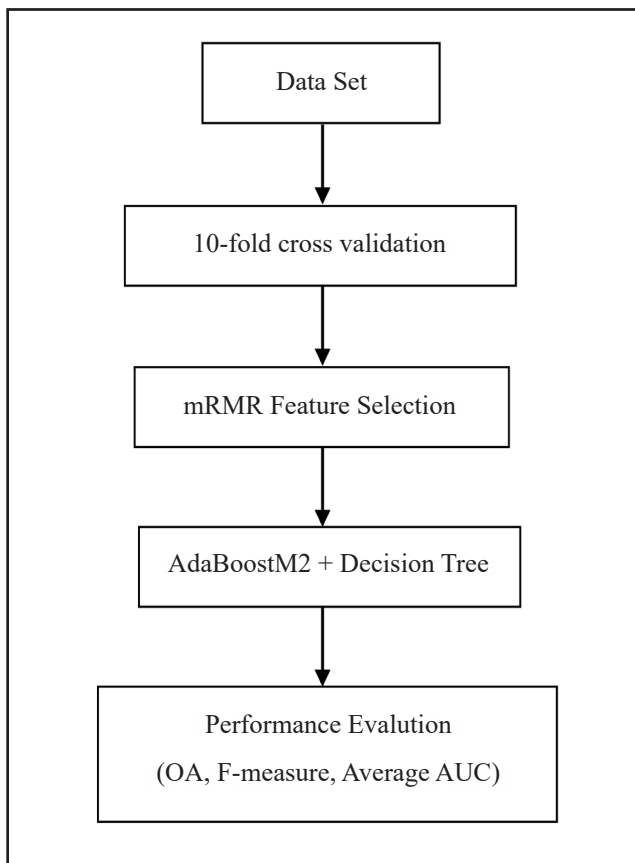 Data Set
10-fold cross validation
mRMR Feature Selection
AdaBoostM2 + Decision Tree
Performance Evalution
(OA, F-measure, Average AUC)